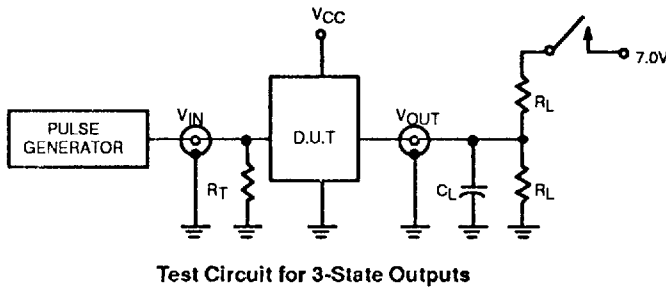 VCC
7.0V
RL
PULSE
GENERATOR
VIN
D.U.T
VOUT
RT
CL
RL
Test Circuit for 3-State Outputs